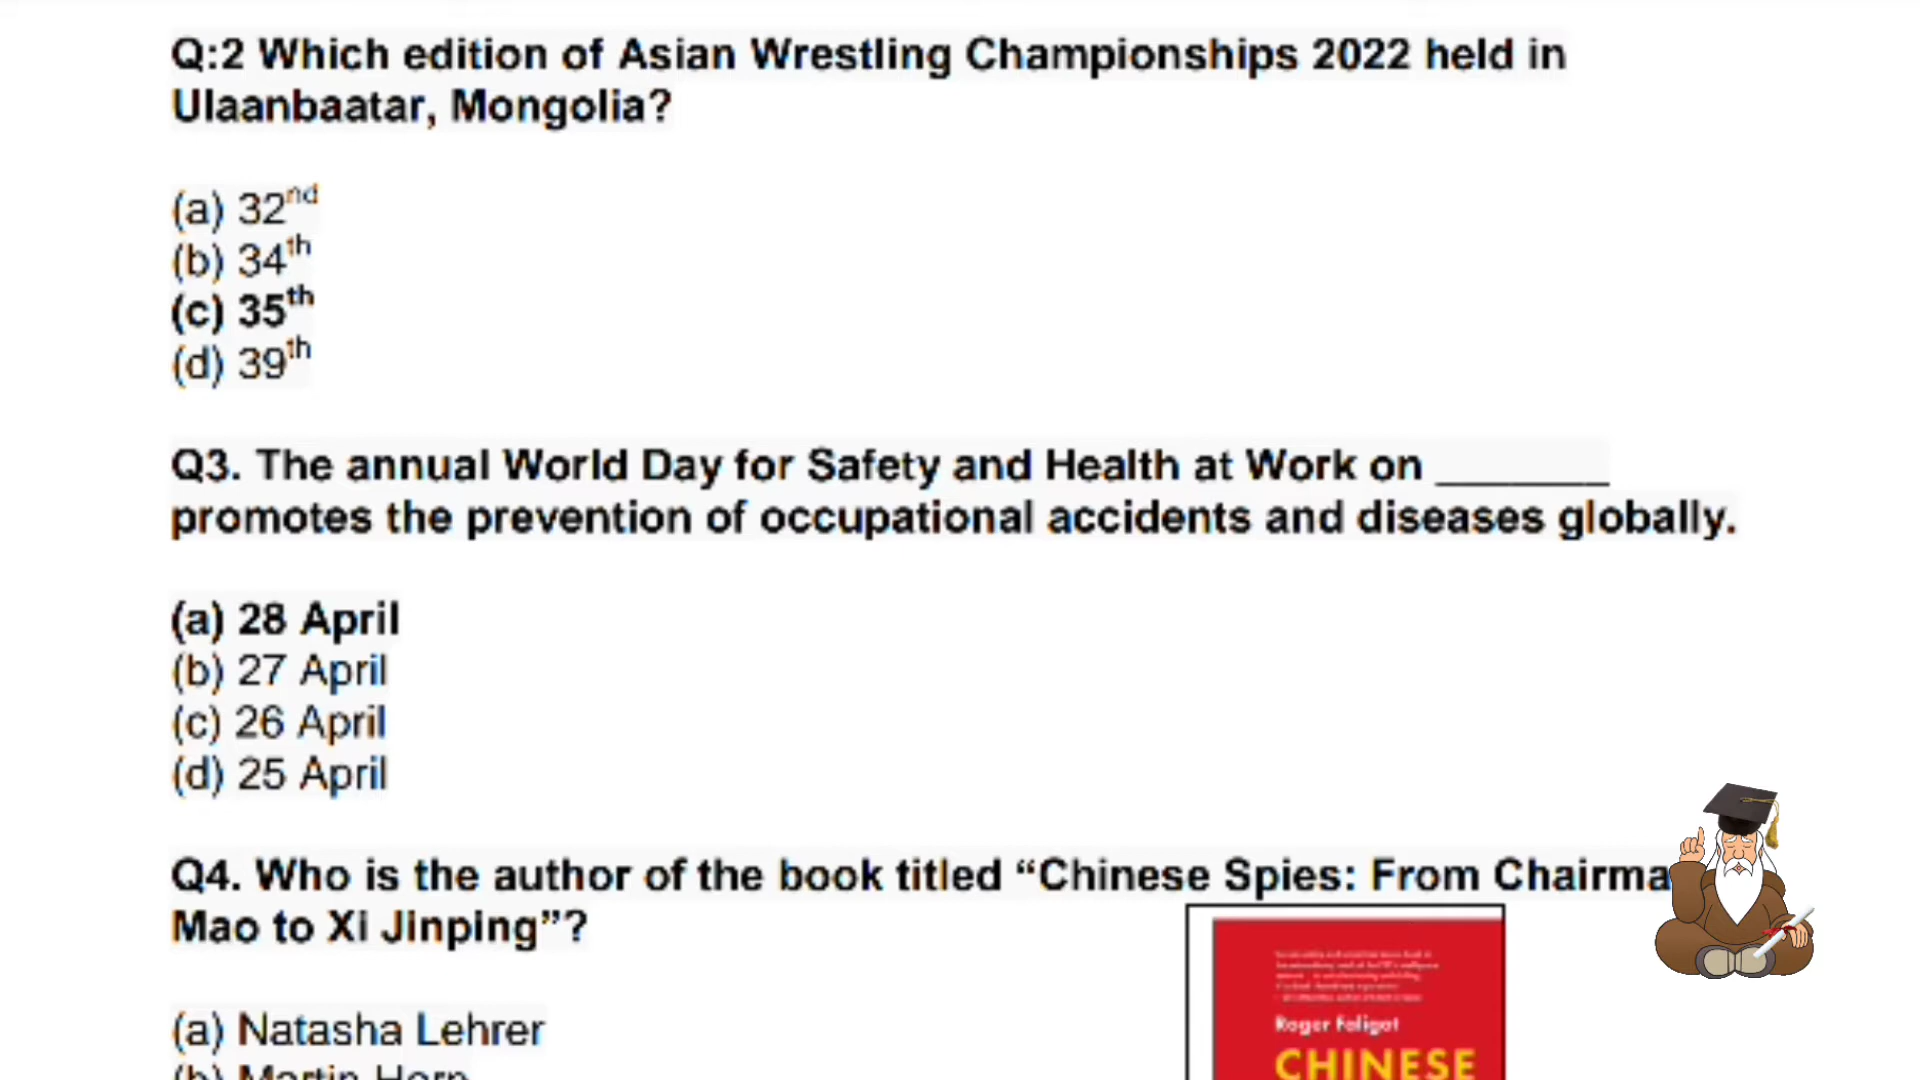 Q:2 Which edition of Asian Wrestling Championships 2022 held in
Ulaanbaatar, Mongolia?
(a) 32nd
(b) 34th
(c) 35th
(d) 39th
Q3. The annual World Day for Safety and Health at Work on _______
promotes the prevention of occupational accidents and diseases globally.
(a) 28 April
(b) 27 April
(c) 26 April
(d) 25 April
Q4. Who is the author of the book titled “Chinese Spies: From Chairma
Mao to Xi Jinping”?
(a) Natasha Lehrer
(b) Martin Horn
Roger Faligot
CHINESE